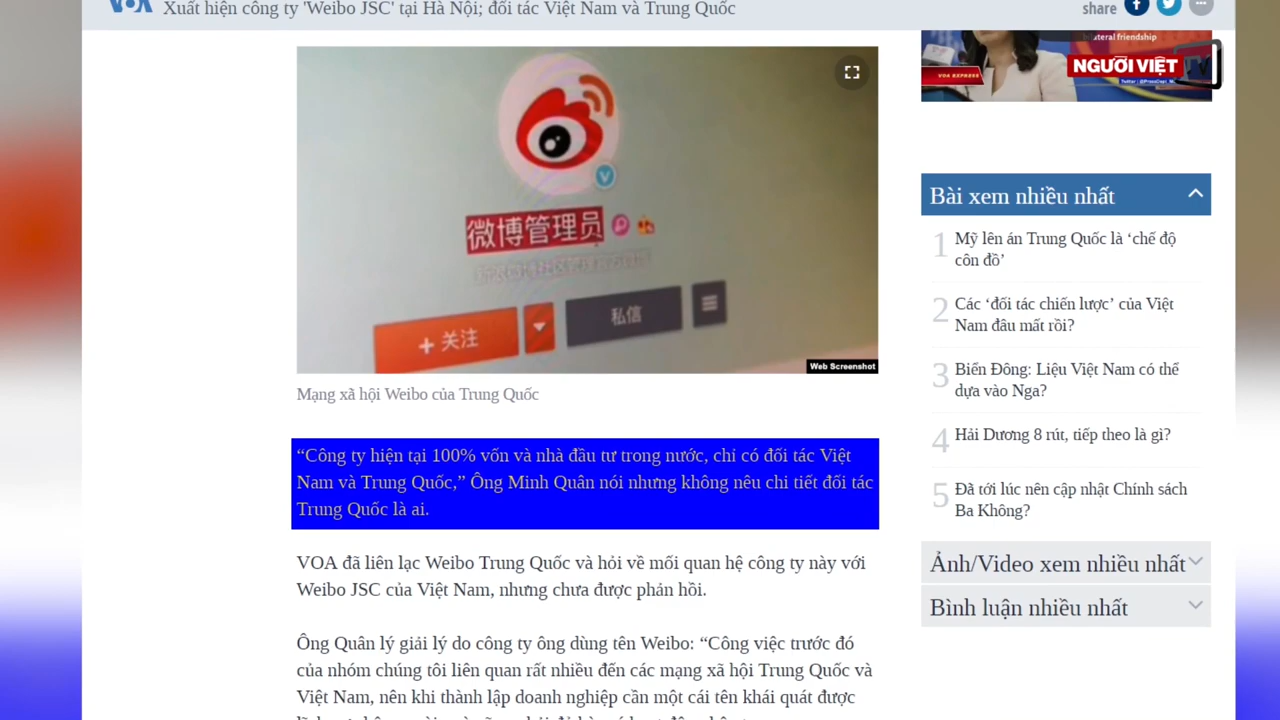 VOA
Xuất hiện công ty 'Weibo JSC' tại Hà Nội; đối tác Việt Nam và Trung Quốc
share
bilateral friendship
VOA EXPRESS
NGƯỜI VIỆT TV
微博管理员
+ 关注
私信
Web Screenshot
Mạng xã hội Weibo của Trung Quốc
“Công ty hiện tại 100% vốn và nhà đầu tư trong nước, chỉ có đối tác Việt
Nam và Trung Quốc,” Ông Minh Quân nói nhưng không nêu chi tiết đối tác
Trung Quốc là ai.
VOA đã liên lạc Weibo Trung Quốc và hỏi về mối quan hệ công ty này với
Weibo JSC của Việt Nam, nhưng chưa được phản hồi.
Ông Quân lý giải lý do công ty ông dùng tên Weibo: “Công việc trước đó
của nhóm chúng tôi liên quan rất nhiều đến các mạng xã hội Trung Quốc và
Việt Nam, nên khi thành lập doanh nghiệp cần một cái tên khái quát được
Bài xem nhiều nhất
1 Mỹ lên án Trung Quốc là ‘chế độ
côn đồ’
2 Các ‘đối tác chiến lược’ của Việt
Nam đâu mất rồi?
3 Biển Đông: Liệu Việt Nam có thể
dựa vào Nga?
4 Hải Dương 8 rút, tiếp theo là gì?
5 Đã tới lúc nên cập nhật Chính sách
Ba Không?
Ảnh/Video xem nhiều nhất
Bình luận nhiều nhất